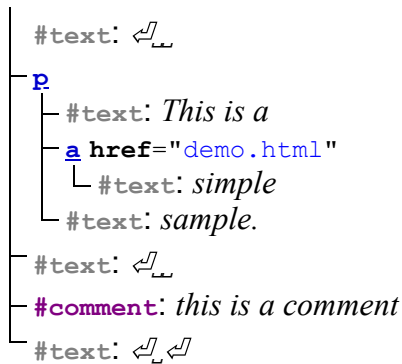 #text: ⏎␣␣
p
#text: This is a
a href="demo.html"
#text: simple
#text: sample.
#text: ⏎␣␣
#comment: this is a comment
#text: ⏎␣⏎